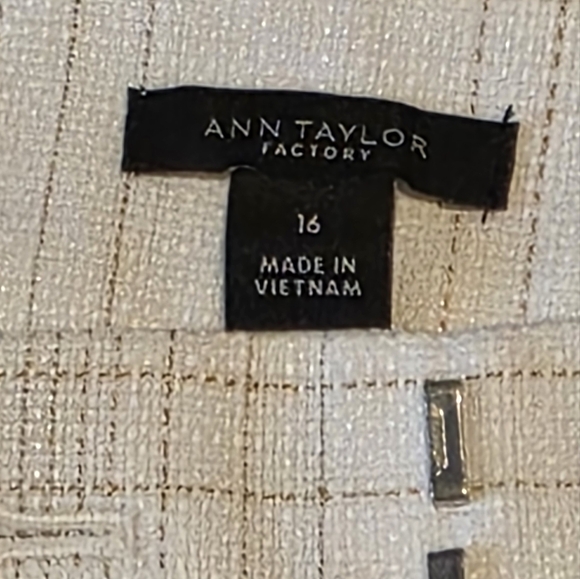 ANN TAYLOR
FACTORY
16
MADE IN
VIETNAM